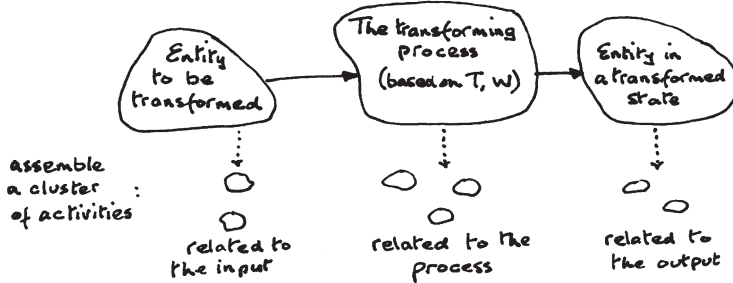 Entity
to be
transformed
The transforming
process
(based on T, W)
Entity in
a transformed
state
assemble
a cluster :
of activities
related to
the input
related to the
process
related to
the output